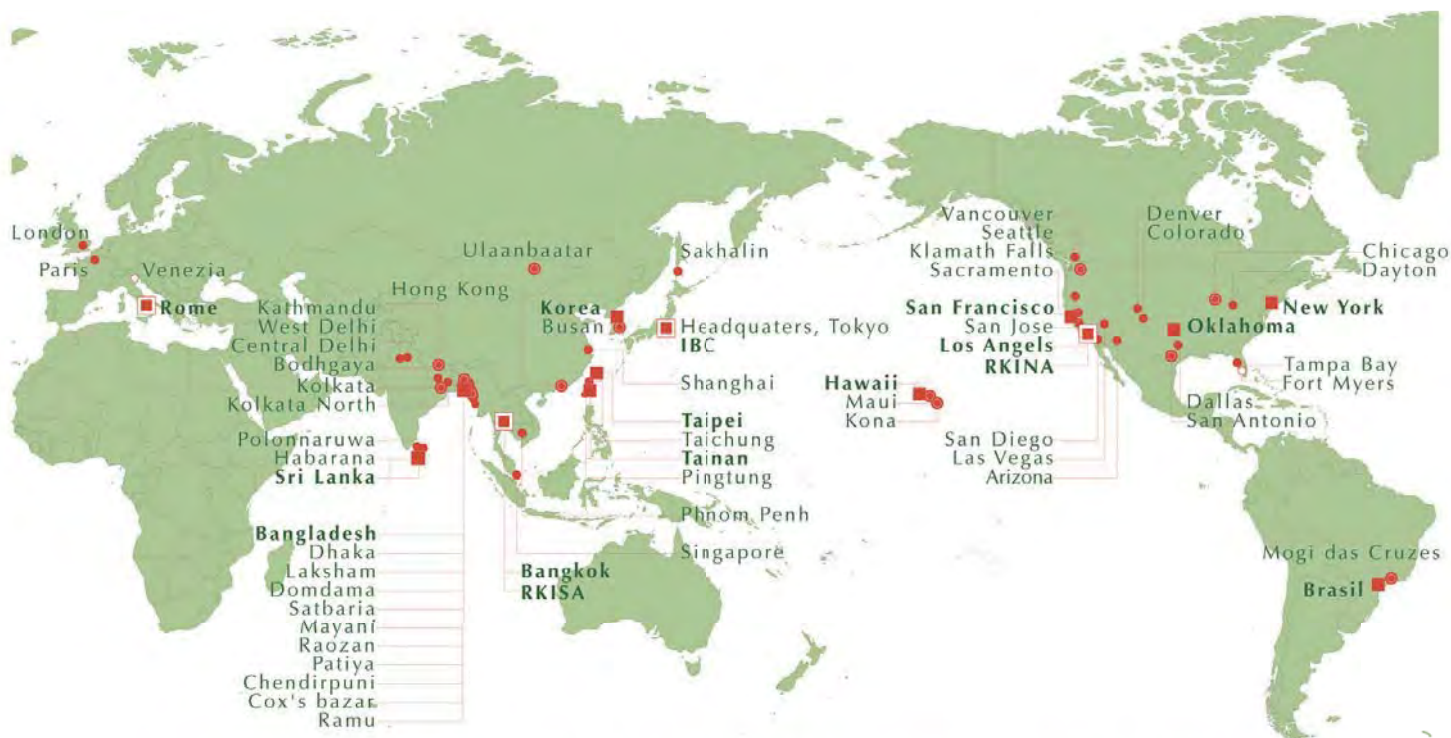 London
Paris
Venezia
Rome
Ulaanbaatar
Hong Kong
Kathmandu
West Delhi
Central Delhi
Bodhgaya
Kolkata
Kolkata North
Polonnaruwa
Habarana
Sri Lanka
Bangladesh
Dhaka
Laksham
Domdama
Satbaria
Mayani
Raozan
Patiya
Chendirpuni
Cox's bazar
Ramu
Sakhalin
Korea
Busan
Headquaters, Tokyo
IBC
Shanghai
Taipei
Taichung
Tainan
Pingtung
Phnom Penh
Singapore
Bangkok
RKISA
Vancouver
Seattle
Klamath Falls
Sacramento
San Francisco
San Jose
Los Angels
RKINA
Hawaii
Maui
Kona
San Diego
Las Vegas
Arizona
Denver
Colorado
Chicago
Dayton
New York
Oklahoma
Tampa Bay
Fort Myers
Dallas
San Antonio
Mogi das Cruzes
Brasil